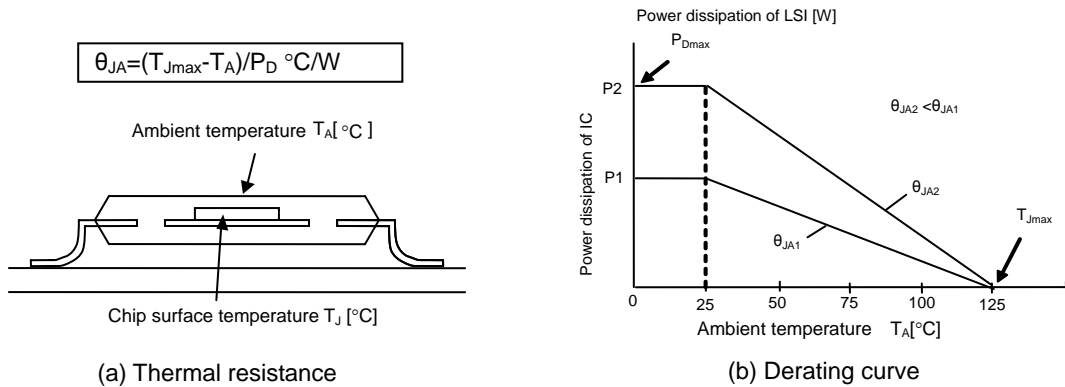 θJA=(TJmax-TA)/PD °C/W
Ambient temperature TA[ °C ]
Chip surface temperature TJ [°C]
(a) Thermal resistance
Power dissipation of LSI [W]
PDmax
P2
θJA2 <θJA1
P1
θJA2
TJmax
θJA1
Power dissipation of IC
0 25 50 75 100 125
Ambient temperature TA[°C]
(b) Derating curve